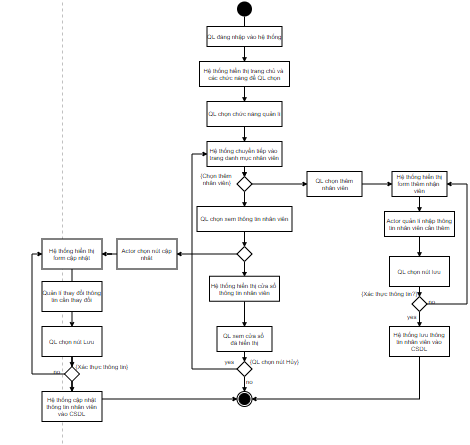 QL đăng nhập vào hệ thống
Hệ thống hiển thị trang chủ và
các chức năng để QL chọn
QL chọn chức năng quản lí
Hệ thống chuyển tiếp vào
trang danh mục nhân viên
{Chọn thêm
nhân viên}
QL chọn thêm
nhân viên
Hệ thống hiển thị
form thêm nhận
viên
QL chọn sem thông tin nhân viên
Actor quản lí nhập thông
tin nhân viên cần thêm
Hệ thống hiển thị
form cập nhật
Actor chọn nút cập
nhật
QL chọn nút lưu
Hệ thống hiển thị cửa sổ
thông tin nhân viên
Quản lí thay đổi thông
tin cần thay đổi
{Xác thực thông tin?}
no
yes
QL chọn nút Lưu
QL sem cửa sổ
đã hiển thị
Hệ thống lưu thông
tin nhân viên vào
CSDL
{Xác thực thông tin}
no
yes
{QL chọn nút Hủy}
no
Hệ thống cập nhật
thông tin nhân viên
vào CSDL